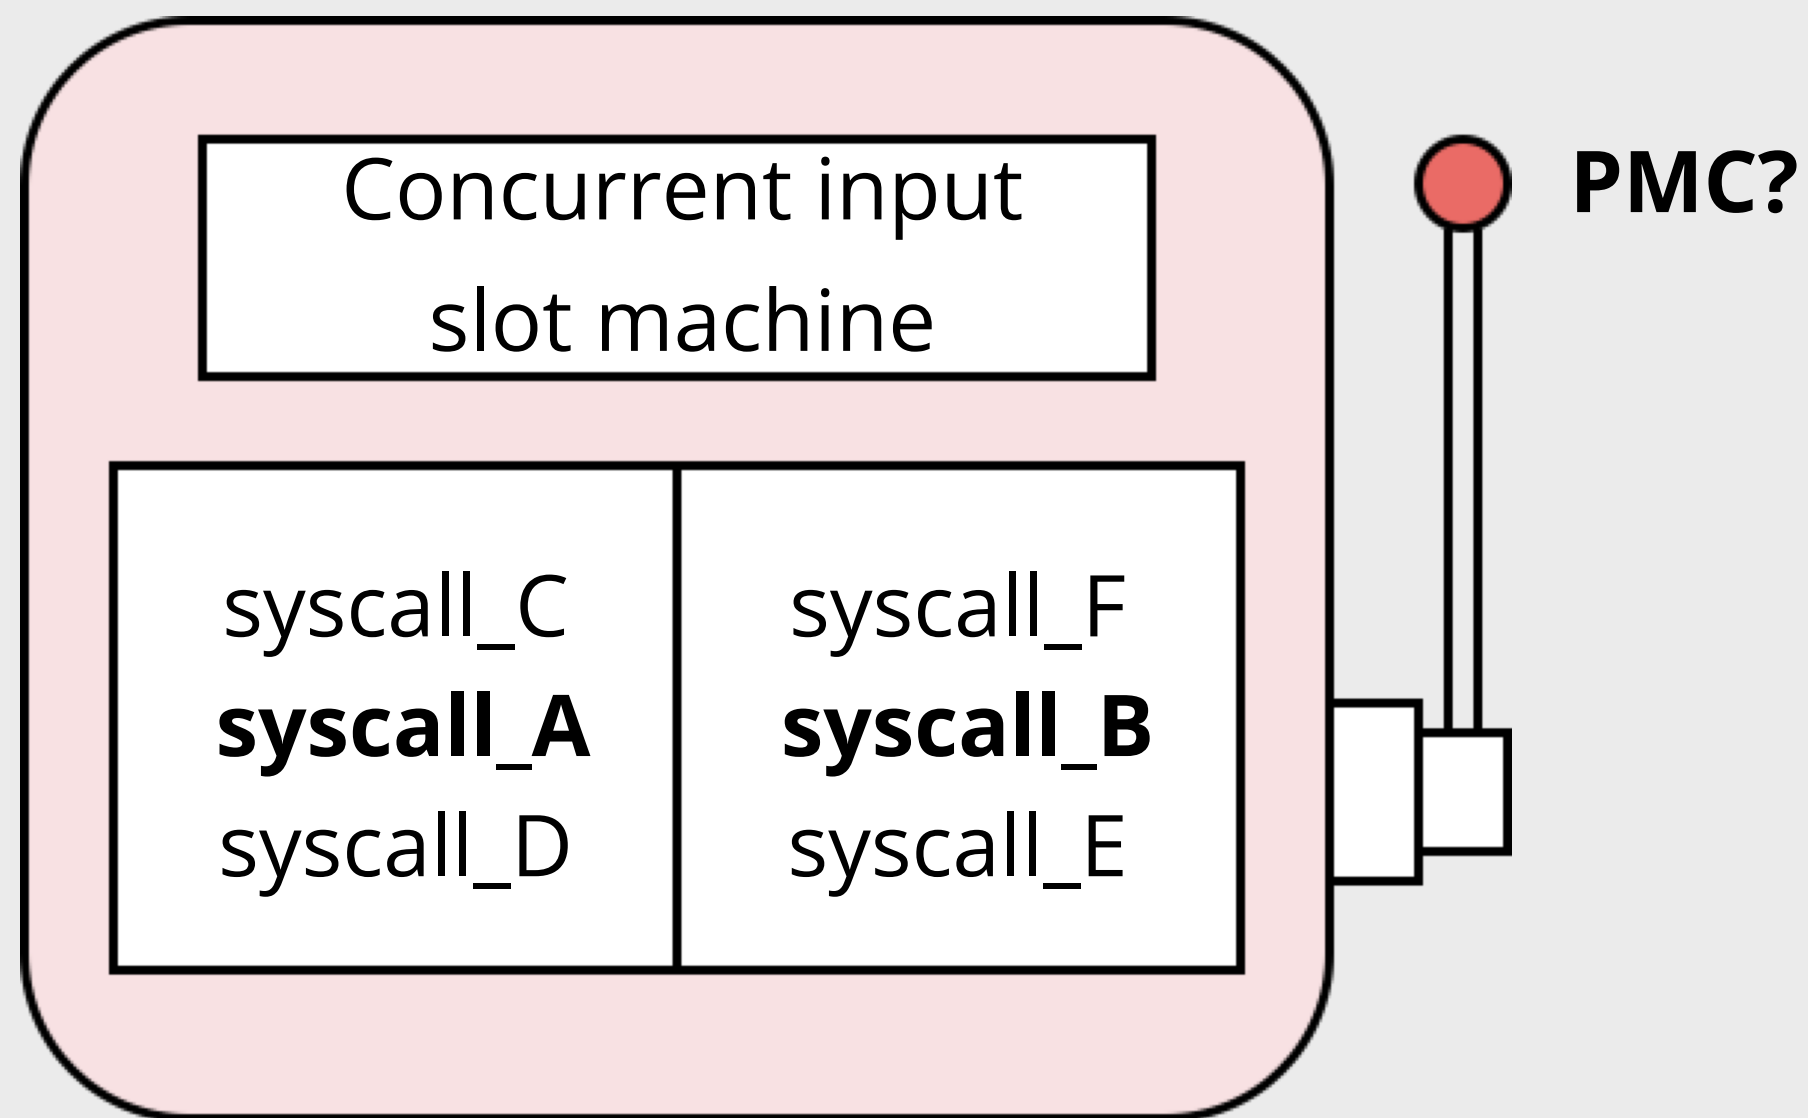 Concurrent input
slot machine
PMC?
syscall_C
syscall_A
syscall_D
syscall_F
syscall_B
syscall_E